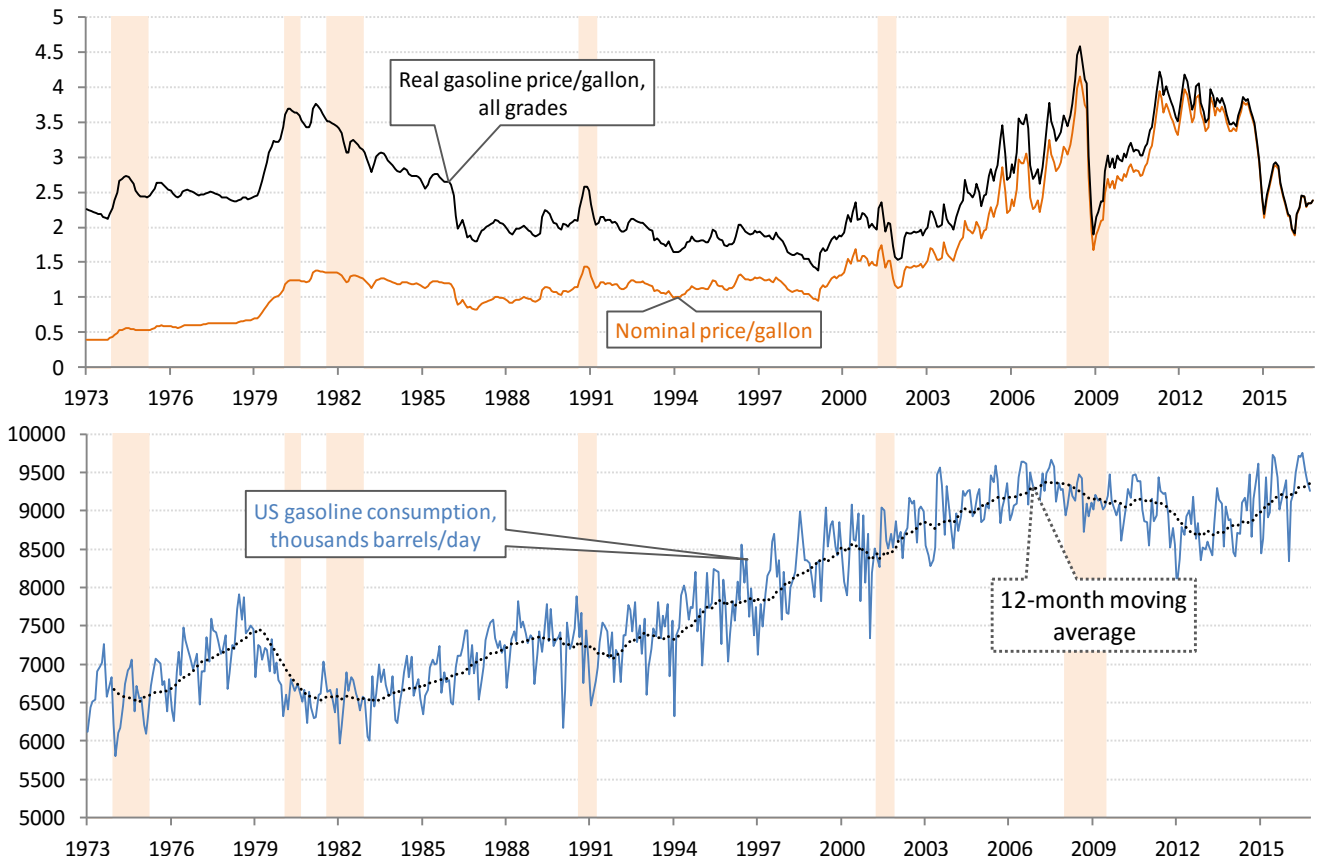 5
4.5
4
3.5
3
2.5
2
1.5
1
0.5
0
Real gasoline price/gallon,
all grades
Nominal price/gallon
1973 1976 1979 1982 1985 1988 1991 1994 1997 2000 2003 2006 2009 2012 2015
10000
9500
9000
8500
8000
7500
7000
6500
6000
5500
5000
US gasoline consumption,
thousands barrels/day
12-month moving
average
1973 1976 1979 1982 1985 1988 1991 1994 1997 2000 2003 2006 2009 2012 2015